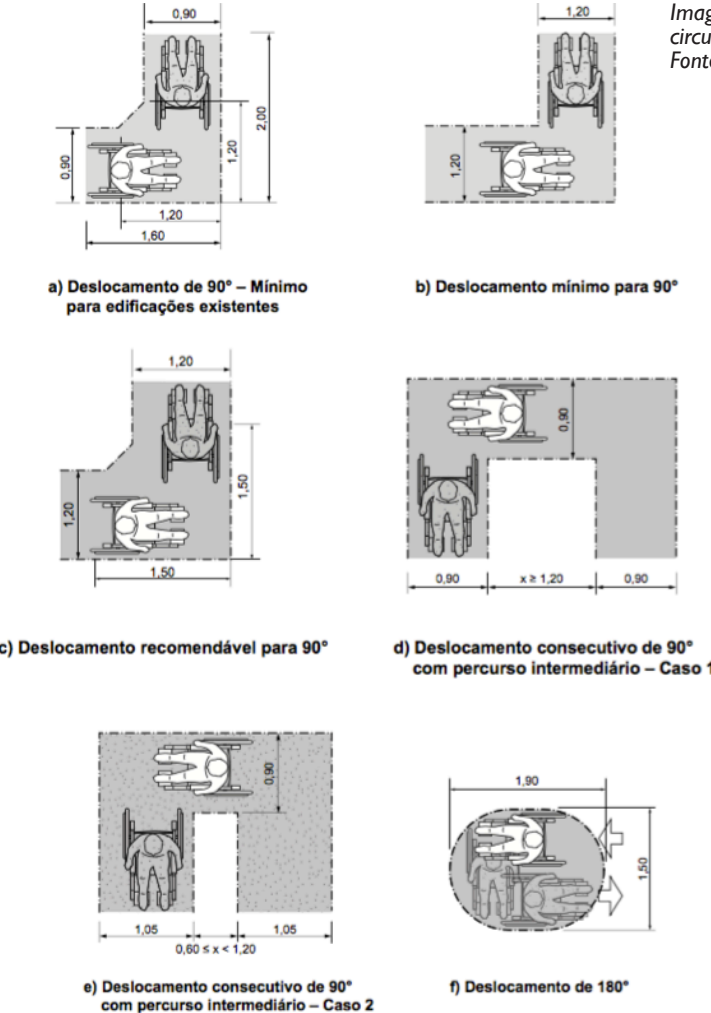 Imag
circu
Fonte
0,90
2,00
1,20
0,90
1,20
1,60
a) Deslocamento de 90° – Mínimo
para edificações existentes
1,20
1,20
b) Deslocamento mínimo para 90°
1,20
1,50
1,20
1,50
c) Deslocamento recomendável para 90°
0,90
0,90
x ≥ 1,20
0,90
d) Deslocamento consecutivo de 90°
com percurso intermediário – Caso 1
0,90
1,05
1,05
0,60 ≤ x < 1,20
e) Deslocamento consecutivo de 90°
com percurso intermediário – Caso 2
1,90
1,50
f) Deslocamento de 180°